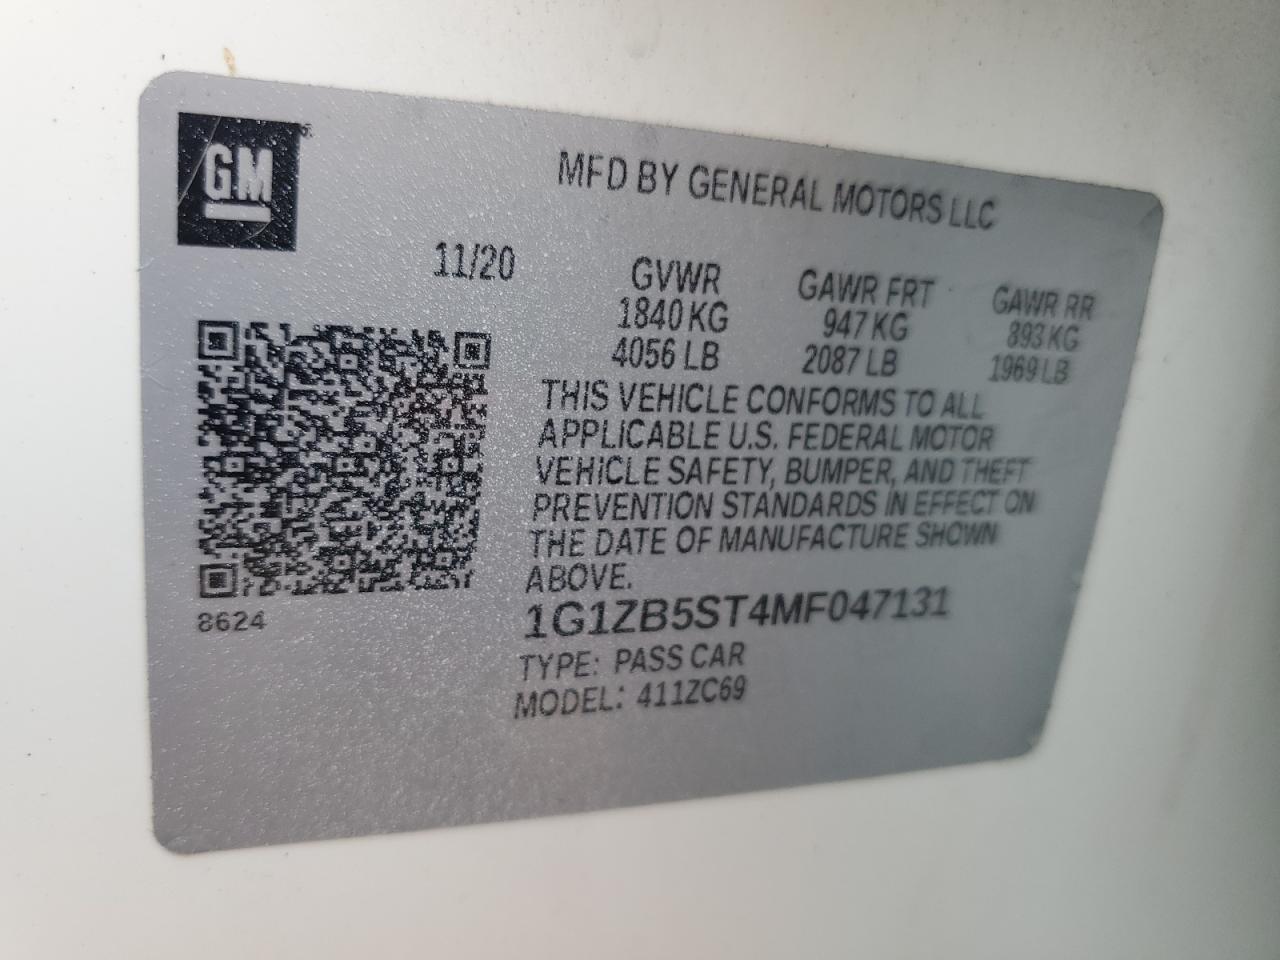 GM
MFD BY GENERAL MOTORS LLC
11/20
GVWR GAWR FRT GAWR RR
1840 KG 947 KG 893 KG
4056 LB 2087 LB 1969 LB
THIS VEHICLE CONFORMS TO ALL
APPLICABLE U.S. FEDERAL MOTOR
VEHICLE SAFETY, BUMPER, AND THEFT
PREVENTION STANDARDS IN EFFECT ON
THE DATE OF MANUFACTURE SHOWN
ABOVE.
8624
1G1ZB5ST4MF047131
TYPE: PASS CAR
MODEL: 411ZC69